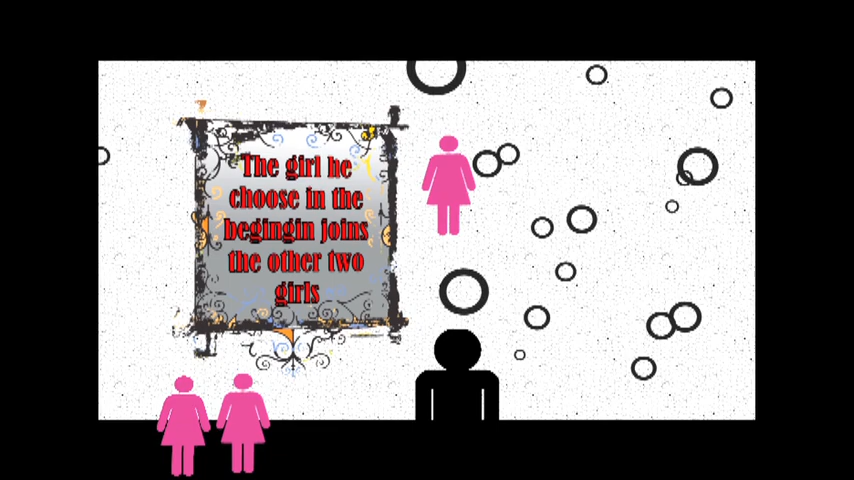 The girl he
choose in the
begingin joins
the other two
girls